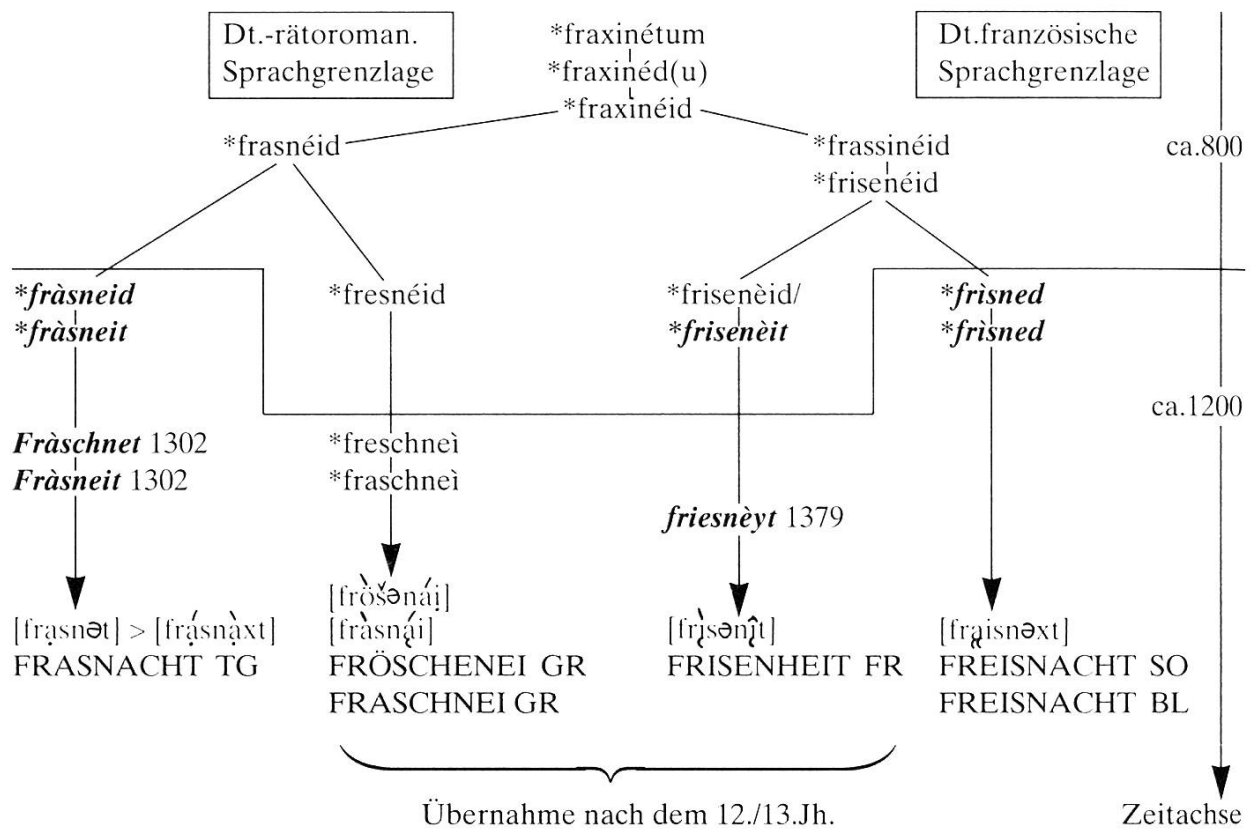 Dt.-rätoroman.
Sprachgrenzlage
*fraxinétum
*fraxinéd(u)
*fraxinéid
Dt.französische
Sprachgrenzlage
*frasnéid
*frassinéid
*frisenéid
ca.800
*fràsneid
*fràsneit
*fresnéid
*frisenèid/
*frisenèit
*frìsned
*frìsned
ca.1200
Fràschnet 1302
Fràsneit 1302
*freschneì
*fraschneì
friesnèyt 1379
FRASNACHT TG
FRÖSCHENEI GR
FRASCHNEI GR
FRISENHEIT FR
FREISNACHT SO
FREISNACHT BL
Übernahme nach dem 12./13.Jh.
Zeitachse